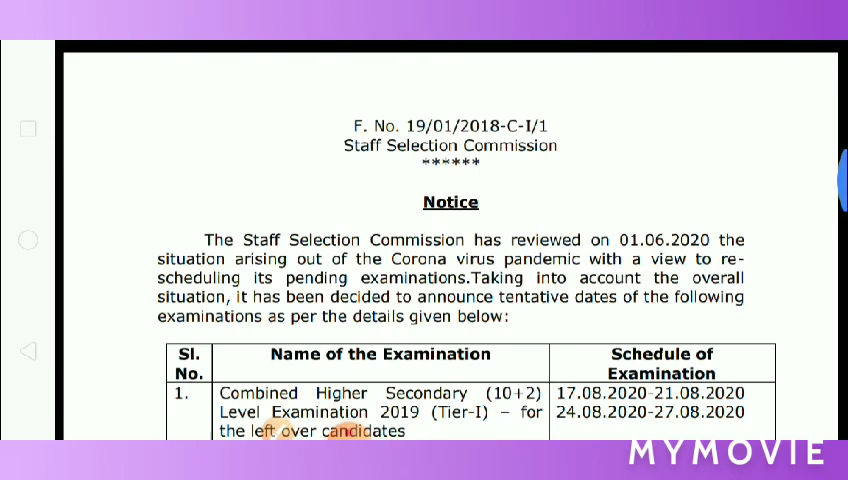 F. No. 19/01/2018-C-I/1
Staff Selection Commission
******
Notice
The Staff Selection Commission has reviewed on 01.06.2020 the
situation arising out of the Corona virus pandemic with a view to re-
scheduling its pending examinations.Taking into account the overall
situation, it has been decided to announce tentative dates of the following
examinations as per the details given below:
Sl. No.
Name of the Examination
Schedule of
Examination
1.
Combined Higher Secondary (10+2)
Level Examination 2019 (Tier-I) – for
the left over candidates
17.08.2020-21.08.2020
24.08.2020-27.08.2020
MYMOVIE